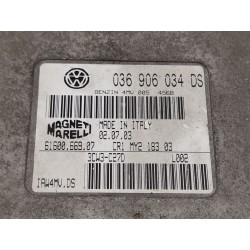 036 906 034 DS
BENZIN 4MV 005 4568
MAGNETI
MARELLI
MADE IN ITALY
02.07.03
61600.669.07 CR1 MY2 183 03
3CW3-C27D L002
IAW4MV.DS